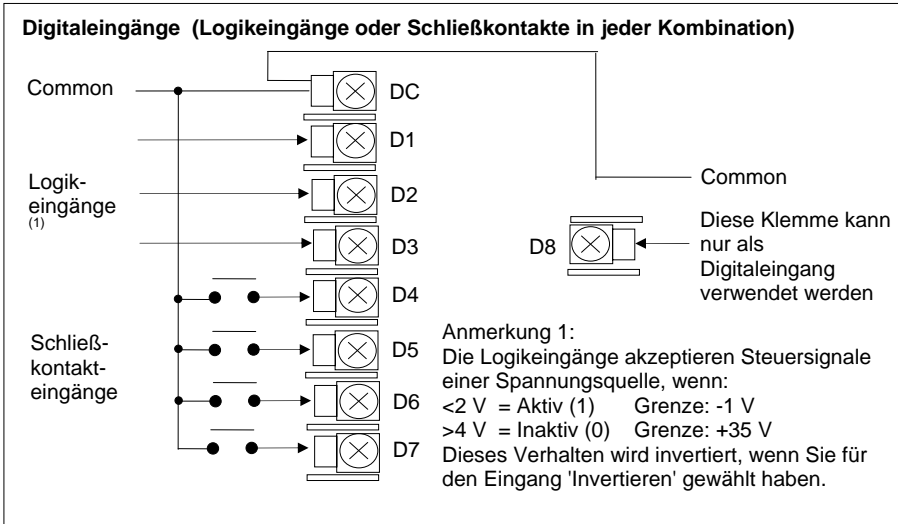 Digitaleingänge (Logikeingänge oder Schließkontakte in jeder Kombination)
Common
DC
D1
Logik-
eingänge
(1)
D2
D3
D4
Schließ-
kontakt-
eingänge
D5
D6
D7
Common
D8
Diese Klemme kann
nur als
Digitaleingang
verwendet werden
Anmerkung 1:
Die Logikeingänge akzeptieren Steuersignale
einer Spannungsquelle, wenn:
<2 V = Aktiv (1) Grenze: -1 V
>4 V = Inaktiv (0) Grenze: +35 V
Dieses Verhalten wird invertiert, wenn Sie für
den Eingang 'Invertieren' gewählt haben.